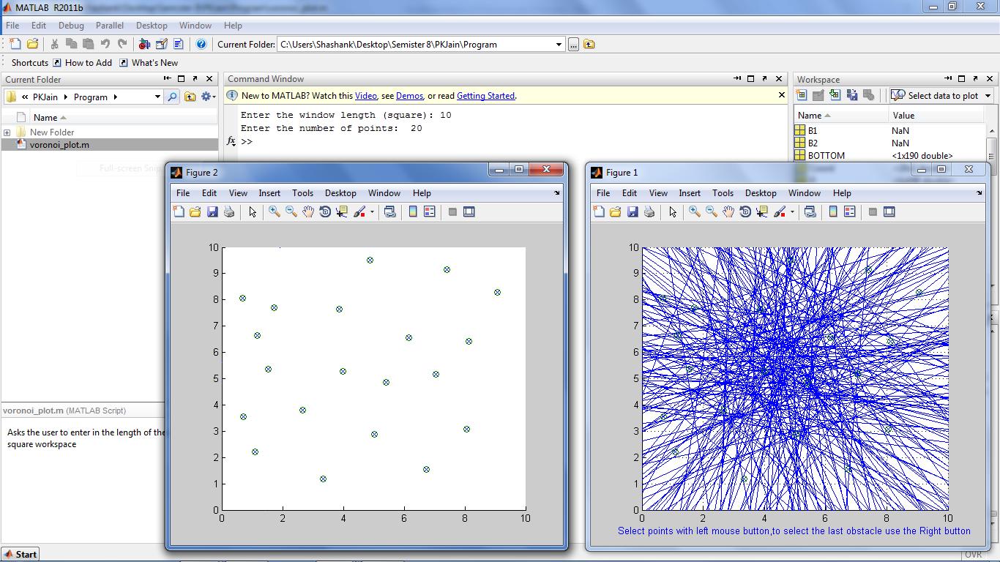 MATLAB R2011b
File Edit Debug Parallel Desktop Window Help
Current Folder: C:\Users\Shashank\Desktop\Semister 8\PKJain\Program ...
Shortcuts How to Add What's New
Current Folder
« PKJain Program
Name
New Folder
voronoi_plot.m
Full-screen Snip
voronoi_plot.m (MATLAB Script)
Asks the user to enter in the length of the
square workspace
Start
Command Window
New to MATLAB? Watch this Video, see Demos, or read Getting Started.
Enter the window length (square): 10
Enter the number of points: 20
fx >>
Workspace
Select data to plot
Name Value
B1 NaN
B2 NaN
BOTTOM <1x190 double>
Figure 2
File Edit View Insert Tools Desktop Window Help
10
9
8
7
6
5
4
3
2
1
0
0 2 4 6 8 10
Figure 1
File Edit View Insert Tools Desktop Window Help
10
9
8
7
6
5
4
3
2
1
0
0 2 4 6 8 10
Select points with left mouse button,to select the last obstacle use the Right button
OVR